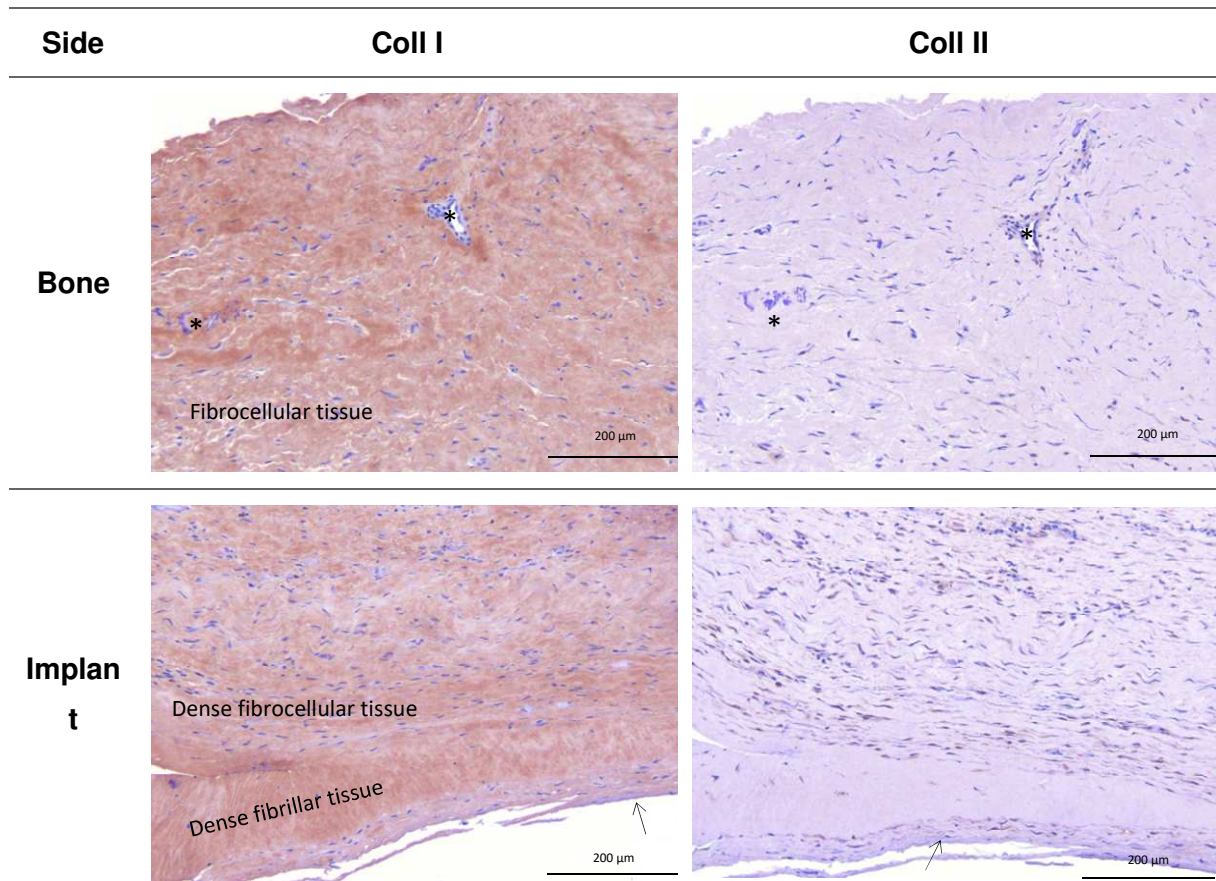 Side Coll I Coll II
Bone
*
*
Fibrocellular tissue
200 µm
*
*
200 µm
Implan
t
Dense fibrocellular tissue
Dense fibrillar tissue
200 µm
200 µm